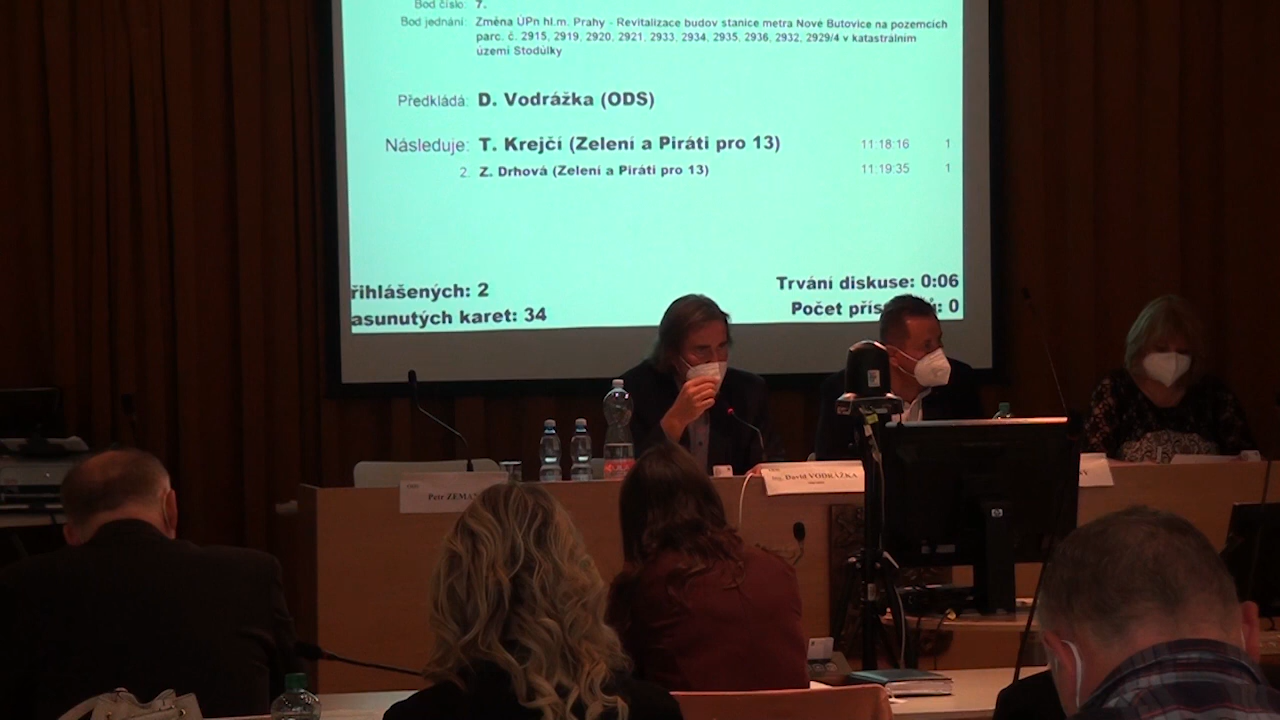 Bod číslo: 7.
Bod jednání: Změna ÚPn hl.m. Prahy - Revitalizace budov stanice metra Nové Butovice na pozemcích
parc. č. 2915, 2919, 2920, 2921, 2933, 2934, 2935, 2936, 2932, 2929/4 v katastrálním
území Stodůlky
Předkládá: D. Vodrážka (ODS)
Následuje: T. Krejčí (Zelení a Piráti pro 13) 11:18:16 1
2. Z. Drhová (Zelení a Piráti pro 13) 11:19:35 1
řihlášených: 2 Trvání diskuse: 0:06
asunutých karet: 34 Počet přís : 0
Petr ZEMA
Ing. David VODRÁŽKA